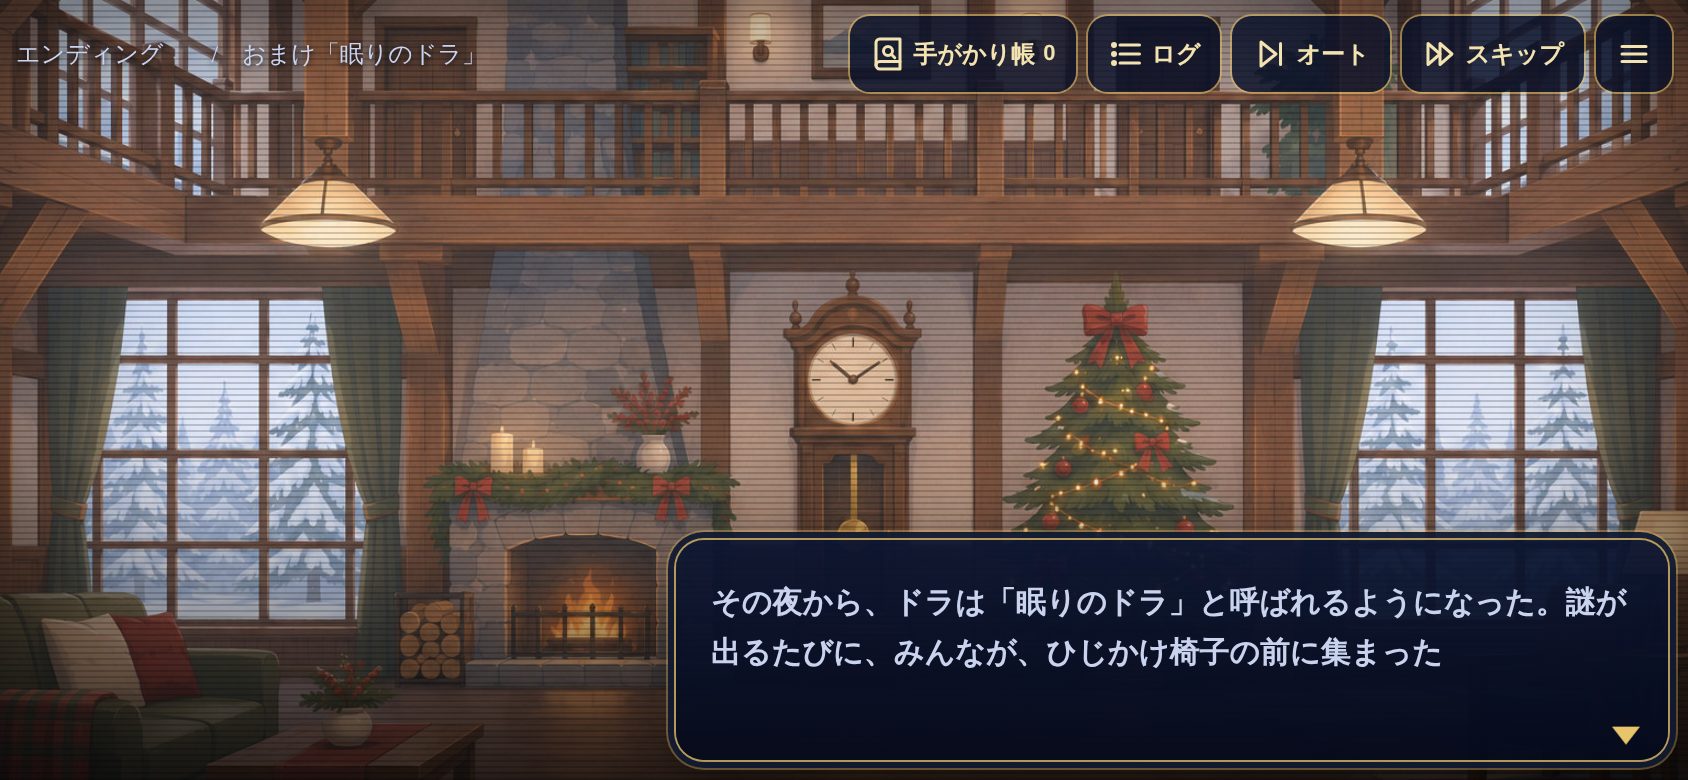 エンディング / おまけ「眠りのドラ」
手がかり帳 0
ログ
オート
スキップ
その夜から、ドラは「眠りのドラ」と呼ばれるようになった。謎が
出るたびに、みんなが、ひじかけ椅子の前に集まった